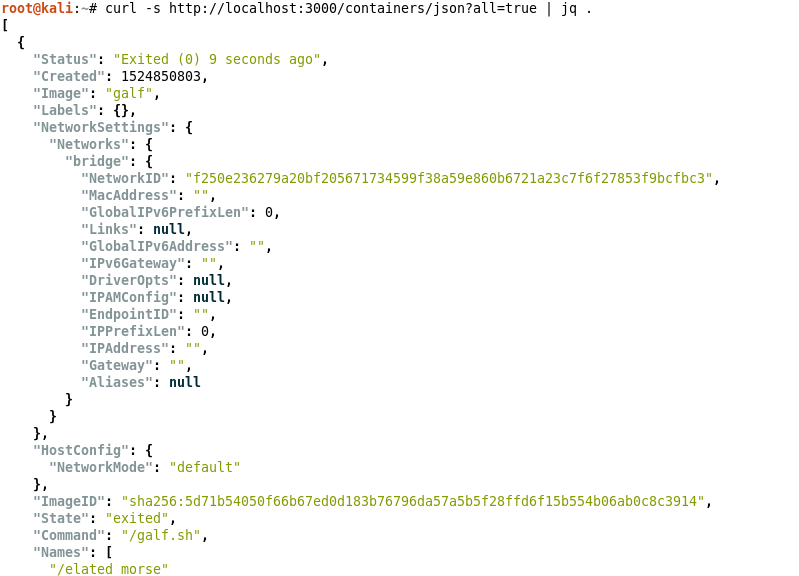 root@kali:~# curl -s http://localhost:3000/containers/json?all=true | jq .
[
  {
    "Status": "Exited (0) 9 seconds ago",
    "Created": 1524850803,
    "Image": "galf",
    "Labels": {},
    "NetworkSettings": {
      "Networks": {
        "bridge": {
          "NetworkID": "f250e236279a20bf205671734599f38a59e860b6721a23c7f6f27853f9bcfbc3",
          "MacAddress": "",
          "GlobalIPv6PrefixLen": 0,
          "Links": null,
          "GlobalIPv6Address": "",
          "IPv6Gateway": "",
          "DriverOpts": null,
          "IPAMConfig": null,
          "EndpointID": "",
          "IPPrefixLen": 0,
          "IPAddress": "",
          "Gateway": "",
          "Aliases": null
        }
      }
    },
    "HostConfig": {
      "NetworkMode": "default"
    },
    "ImageID": "sha256:5d71b54050f66b67ed0d183b76796da57a5b5f28ffd6f15b554b06ab0c8c3914",
    "State": "exited",
    "Command": "/galf.sh",
    "Names": [
      "/elated morse"